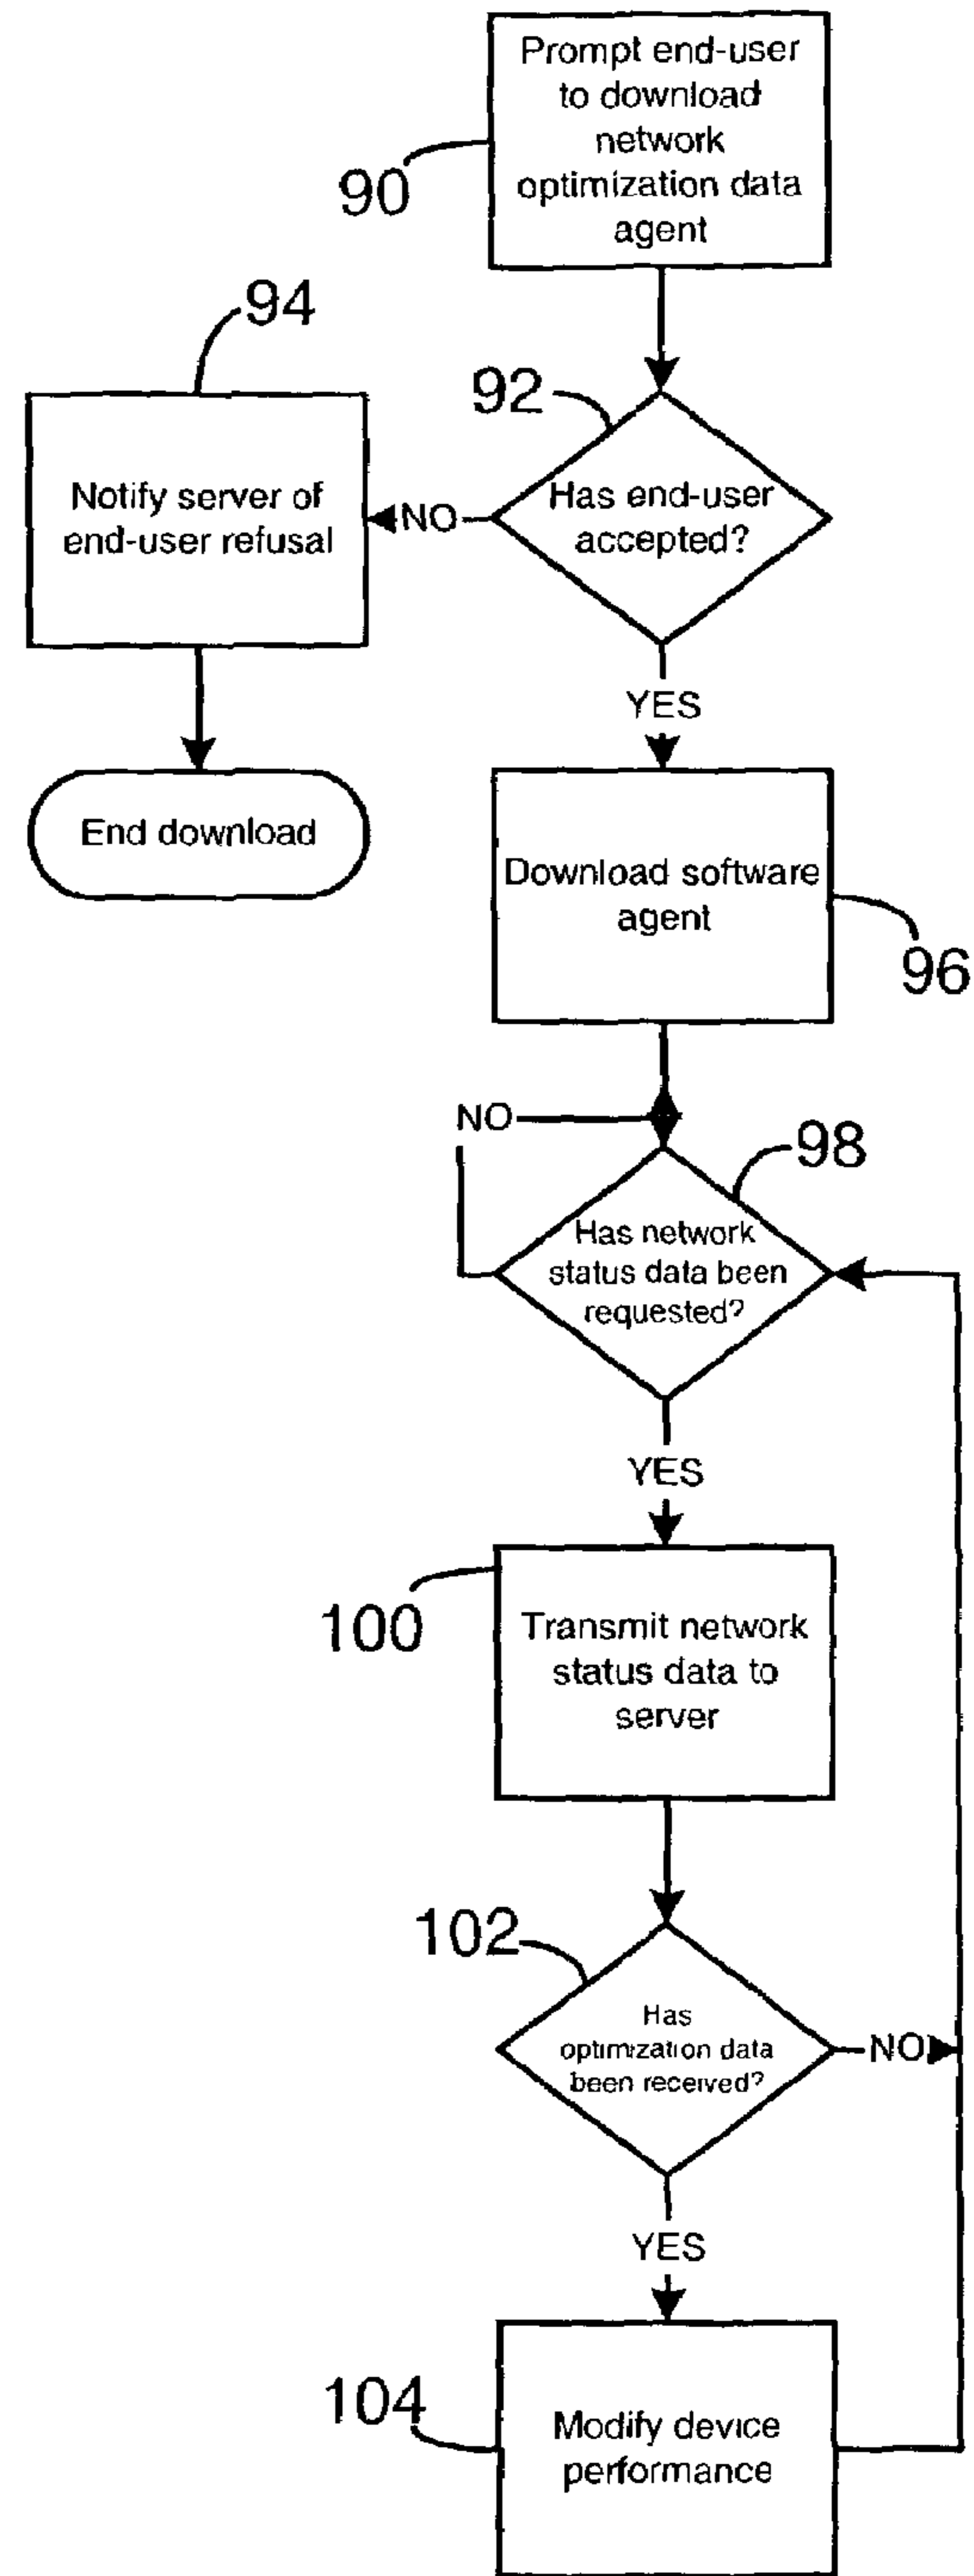 Prompt end-user
to download
network
optimization data
agent
90
94
92
Notify server of
end-user refusal
NO
Has end-user
accepted?
YES
End download
Download software
agent
96
NO
98
Has network
status data been
requested?
YES
100
Transmit network
status data to
server
102
Has
optimization data
been received?
NO
YES
104
Modify device
performance